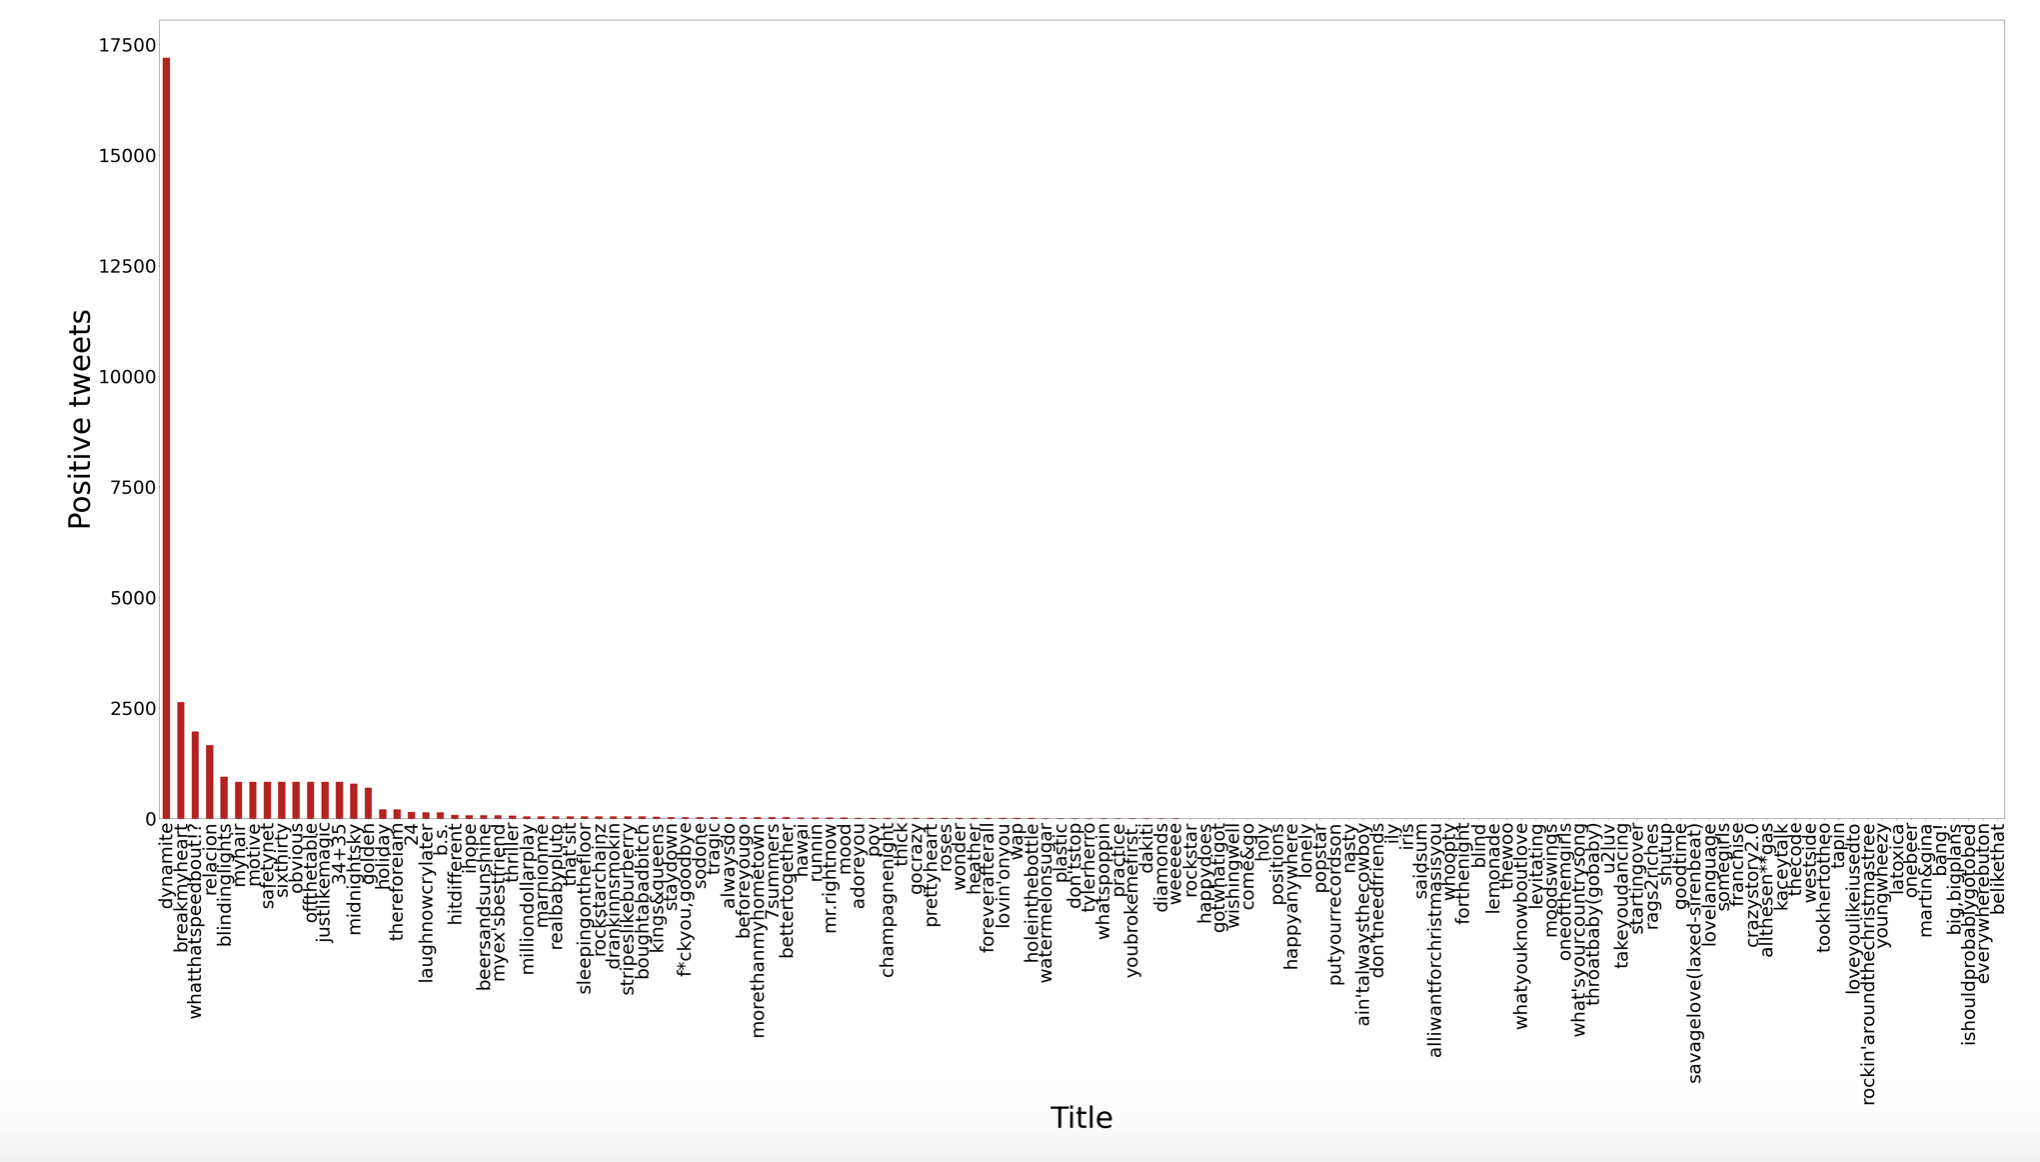 17500
15000
12500
10000
7500
5000
2500
0
Positive tweets
dynamite
breakmyheart
whatthatspeedbout!?
relacion
blindinglights
myhair
motive
safetynet
sixthirty
obvious
offthetable
justlikemagic
34+35
midnightsky
golden
holiday
thereforeiam
24
laughnowcrylater
b.s.
hitdifferent
ihope
beersandsunshine
myex'sbestfriend
thriller
milliondollarplay
marrionme
realbabypluto
that'sit
sleepingonthefloor
rockstarchainz
drankinnsmokin
stripeslikeburberry
boughtabadbitch
kings&queens
staydown
f*ckyou,goodbye
sodone
tragic
alwaysdo
beforeyougo
morethanmyhometown
7summers
bettertogether
hawai
runnin
mr.rightnow
mood
adoreyou
pov
champagnenight
thick
gocrazy
prettyheart
roses
wonder
heather
foreverafterall
lovin'onyou
wap
holeinthebottle
watermelonsugar
plastic
don'tstop
tylerherro
whatspoppin
practice
youbrokemefirst.
dakiti
diamonds
weeeeee
rockstar
happydoes
gotwhatigot
wishingwell
come&go
holy
positions
happyanywhere
lonely
popstar
putyourrecordson
nasty
ain'talwaysthecowboy
don'tneedfriends
ily
iris
saidsum
alliwantforchristmasisyou
whoopty
forthenight
blind
lemonade
thewoo
whatyouknowboutlove
levitating
moodswings
oneofthemgirls
what'syourcountrysong
throatbaby(gobaby)
u2luv
takeyoudancing
startingover
rags2riches
shutup
goodtime
savagelove(laxed-sirenbeat)
lovelanguage
somegirls
franchise
crazystory2.0
allthesen**gas
kaceytalk
thecode
westside
tookhertotheo
tapin
loveyoulikeiusedto
rockin'aroundthechristmastree
youngwheezy
latoxica
onebeer
martin&gina
bang!
big,bigplans
ishouldprobablygotobed
everywherebuton
belikethat
Title